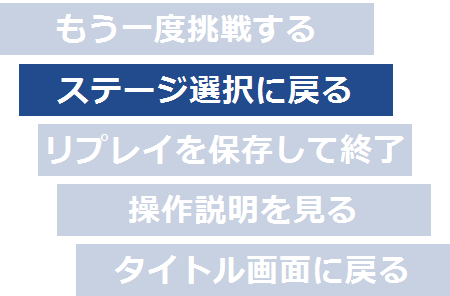 もう一度挑戦する
ステージ選択に戻る
リプレイを保存して終了
操作説明を見る
タイトル画面に戻る